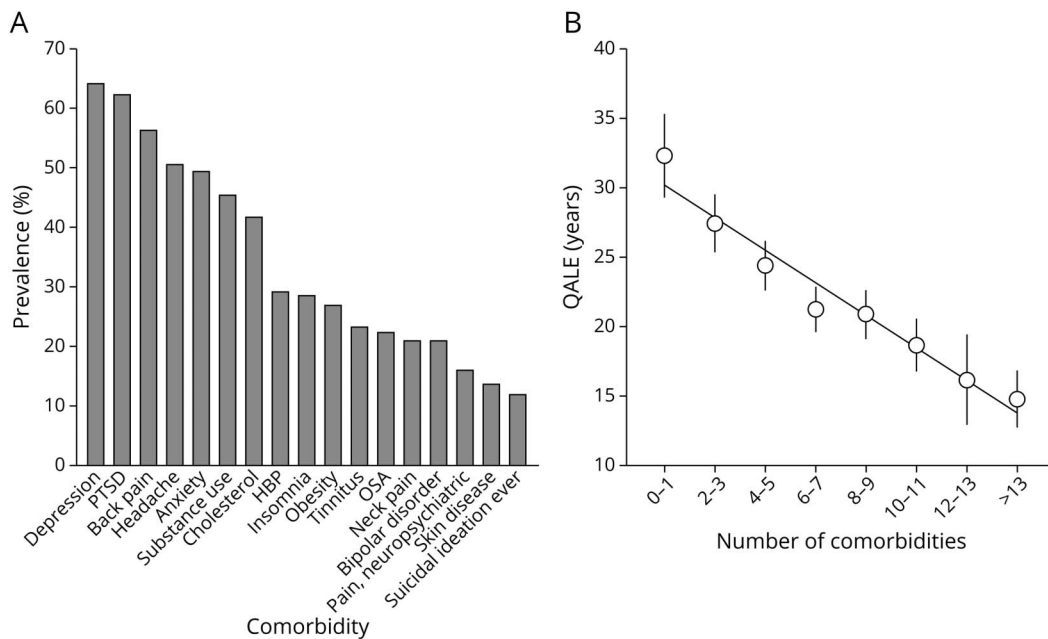 A
Prevalence (%)
70
60
50
40
30
20
10
0
Depression
PTSD
Back pain
Headache
Anxiety
Substance use
Cholesterol
HBP
Insomnia
Obesity
Tinnitus
OSA
Neck pain
Bipolar disorder
Pain, neuropsychiatric
Skin disease
Suicidal ideation ever
Comorbidity
B
QALE (years)
40
35
30
25
20
15
10
0–1
2–3
4–5
6–7
8–9
10–11
12–13
>13
Number of comorbidities